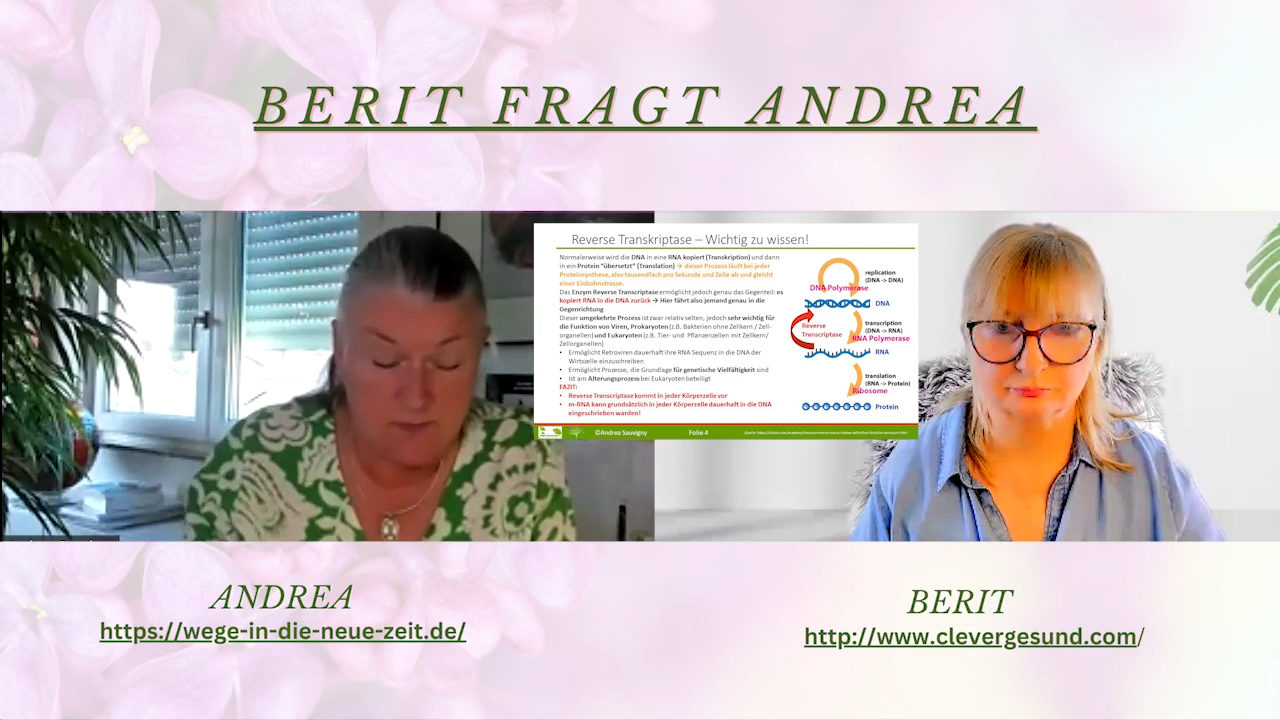 BERIT FRAGT ANDREA
Reverse Transkriptase – Wichtig zu wissen!
Normalerweise wird die DNA in eine RNA kopiert (Transkription) und dann
in ein Protein "übersetzt" (Translation) → dieser Prozess läuft bei jeder
Proteinsynthese, also tausendfach pro Sekunde und Zelle ab und gleicht
einer Einbahnstrasse.
Das Enzym Reverse Transkriptase ermöglicht jedoch genau das Gegenteil: es
kopiert RNA in die DNA zurück → Hier fährt also jemand genau in die
Gegenrichtung
Dieser umgekehrte Prozess ist zwar relativ selten, jedoch sehr wichtig für
die Funktion von Viren, Prokaryoten (z.B. Bakterien ohne Zellkern / Zell-
organellen) und Eukaryoten (z.B. Tier- und Pflanzenzellen mit Zellkern/
Zellorganellen)
• Ermöglicht Retroviren dauerhaft ihre RNA Sequenz in die DNA der
Wirtszelle einzuschreiben
• Ermöglicht Prozesse, die Grundlage für genetische Vielfältigkeit sind
• Ist am Alterungsprozess bei Eukaryoten beteiligt
FAZIT:
• Reverse Transkriptase kommt in jeder Körperzelle vor
• m-RNA kann grundsätzlich in jeder Körperzelle dauerhaft in die DNA
eingeschrieben warden!
replication
(DNA -> DNA)
DNA Polymerase
DNA
Reverse
Transcriptase
transcription
(DNA -> RNA)
RNA Polymerase
RNA
translation
(RNA -> Protein)
Ribosome
Protein
©Andrea Sauvigny
Folie 4
ANDREA
https://wege-in-die-neue-zeit.de/
BERIT
http://www.clevergesund.com/